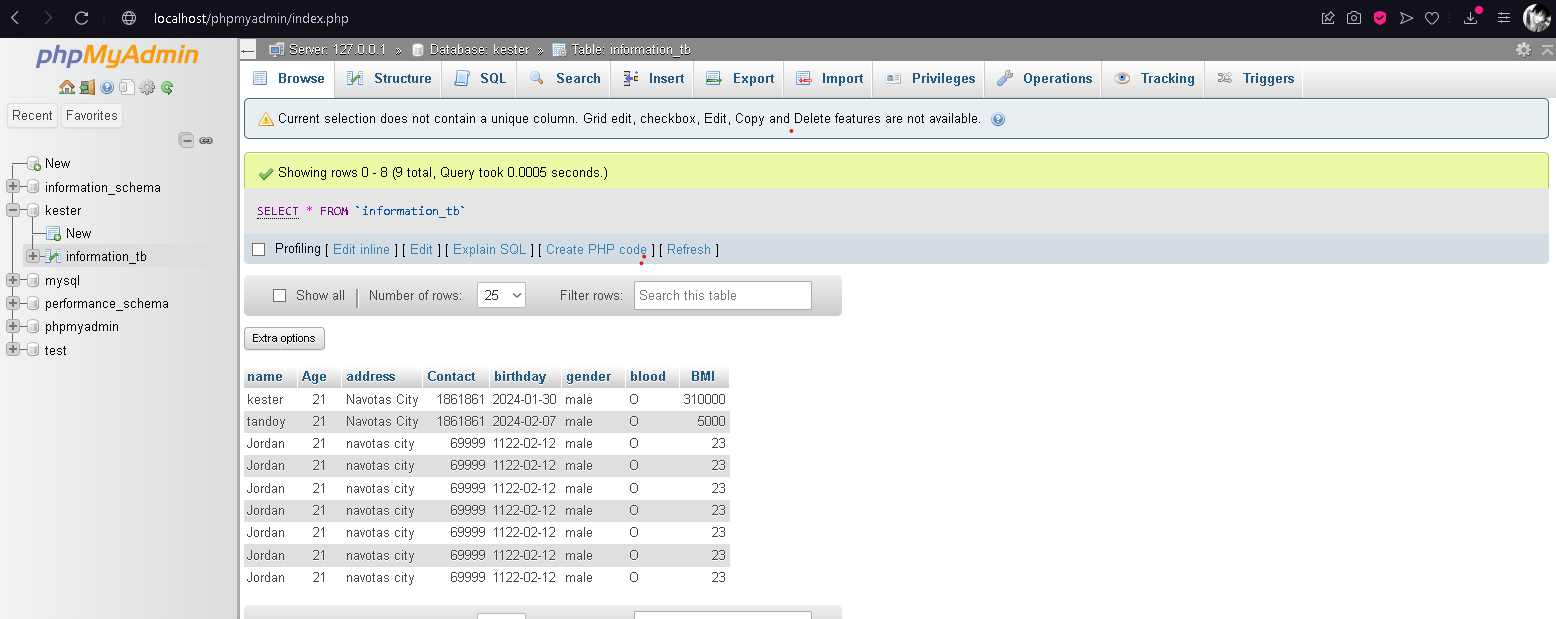 localhost/phpmyadmin/index.php
phpMyAdmin
Recent Favorites
New
information_schema
kester
New
information_tb
mysql
performance_schema
phpmyadmin
test
Server: 127.0.0.1 » Database: kester » Table: information_tb
Browse Structure SQL Search Insert Export Import Privileges Operations Tracking Triggers
Current selection does not contain a unique column. Grid edit, checkbox, Edit, Copy and Delete features are not available.
Showing rows 0 - 8 (9 total, Query took 0.0005 seconds.)
SELECT * FROM `information_tb`
Profiling [ Edit inline ] [ Edit ] [ Explain SQL ] [ Create PHP code ] [ Refresh ]
Show all | Number of rows: 25 Filter rows: Search this table
Extra options
name Age address Contact birthday gender blood BMI
kester 21 Navotas City 1861861 2024-01-30 male O 310000
tandoy 21 Navotas City 1861861 2024-02-07 male O 5000
Jordan 21 navotas city 69999 1122-02-12 male O 23
Jordan 21 navotas city 69999 1122-02-12 male O 23
Jordan 21 navotas city 69999 1122-02-12 male O 23
Jordan 21 navotas city 69999 1122-02-12 male O 23
Jordan 21 navotas city 69999 1122-02-12 male O 23
Jordan 21 navotas city 69999 1122-02-12 male O 23
Jordan 21 navotas city 69999 1122-02-12 male O 23